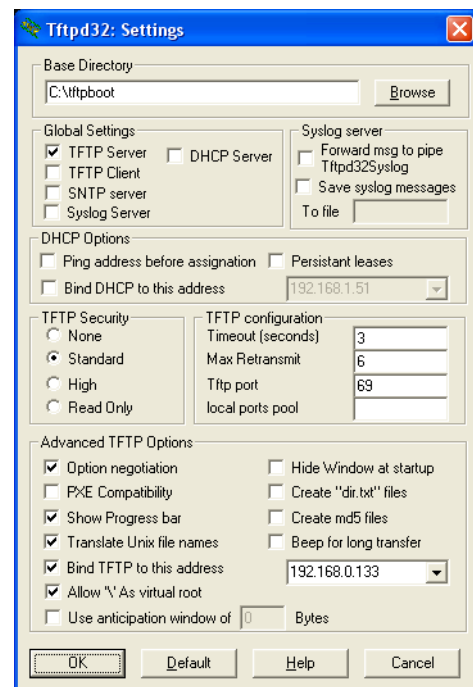 Tftpd32: Settings
Base Directory
C:\tftpboot
Browse
Global Settings
TFTP Server
DHCP Server
TFTP Client
SNTP server
Syslog Server
Syslog server
Forward msg to pipe
Tftpd32Syslog
Save syslog messages
To file
DHCP Options
Ping address before assignation
Persistant leases
Bind DHCP to this address
192.168.1.51
TFTP Security
None
Standard
High
Read Only
TFTP configuration
Timeout (seconds)
3
Max Retransmit
6
Tftp port
69
local ports pool
Advanced TFTP Options
Option negotiation
Hide Window at startup
PXE Compatibility
Create "dir.txt" files
Show Progress bar
Create md5 files
Translate Unix file names
Beep for long transfer
Bind TFTP to this address
192.168.0.133
Allow '\' As virtual root
Use anticipation window of
0
Bytes
OK
Default
Help
Cancel